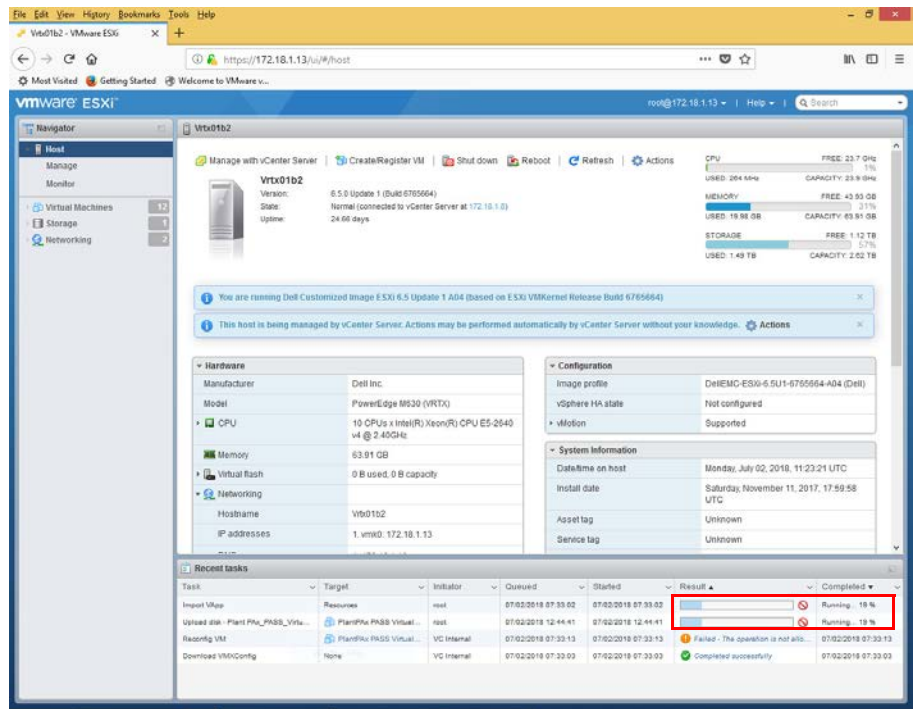 File Edit View History Bookmarks Tools Help
Vrtx01b2 - VMware ESXi × +
https://172.18.1.13/ui/#/host
Most Visited Getting Started Welcome to VMware v...
vmware ESXi™
root@172.18.1.13 | Help | Search
Navigator
Host
Manage
Monitor
Virtual Machines 12
Storage 1
Networking 2
Vrtx01b2
Manage with vCenter Server | Create/Register VM | Shut down Reboot | Refresh | Actions
Vrtx01b2
Version: 6.5.0 Update 1 (Build 6765664)
State: Normal (connected to vCenter Server at 172.18.1.8)
Uptime: 24.66 days
CPU FREE: 23.7 GHz
1%
USED: 264 MHz CAPACITY: 23.9 GHz
MEMORY FREE: 43.93 GB
31%
USED: 19.98 GB CAPACITY: 63.91 GB
STORAGE FREE: 1.12 TB
57%
USED: 1.49 TB CAPACITY: 2.62 TB
You are running Dell Customized Image ESXi 6.5 Update 1 A04 (based on ESXi VMKernel Release Build 6765664)
This host is being managed by vCenter Server. Actions may be performed automatically by vCenter Server without your knowledge. Actions
Hardware
Manufacturer Dell Inc.
Model PowerEdge M630 (VRTX)
CPU 10 CPUs x Intel(R) Xeon(R) CPU E5-2640
v4 @ 2.40GHz
Memory 63.91 GB
Virtual flash 0 B used, 0 B capacity
Networking
Hostname Vrtx01b2
IP addresses 1. vmk0: 172.18.1.13
Configuration
Image profile DellEMC-ESXi-6.5U1-6765664-A04 (Dell)
vSphere HA state Not configured
vMotion Supported
System Information
Date/time on host Monday, July 02, 2018, 11:23:21 UTC
Install date Saturday, November 11, 2017, 17:59:58
UTC
Asset tag Unknown
Service tag Unknown
Recent tasks
Task Target Initiator Queued Started Result Completed
Import VApp Resources root 07/02/2018 07:33:02 07/02/2018 07:33:03 Running... 19 %
Upload disk - Plant PAx_PASS_Virtu... PlantPAx PASS Virtual... root 07/02/2018 12:44:41 07/02/2018 12:44:41 Running... 19 %
Reconfig VM PlantPAx PASS Virtual... VC Internal 07/02/2018 07:33:13 07/02/2018 07:33:13 Failed - The operation is not allo... 07/02/2018 07:33:13
Download VMXConfig None VC Internal 07/02/2018 07:33:03 07/02/2018 07:33:03 Completed successfully 07/02/2018 07:33:03